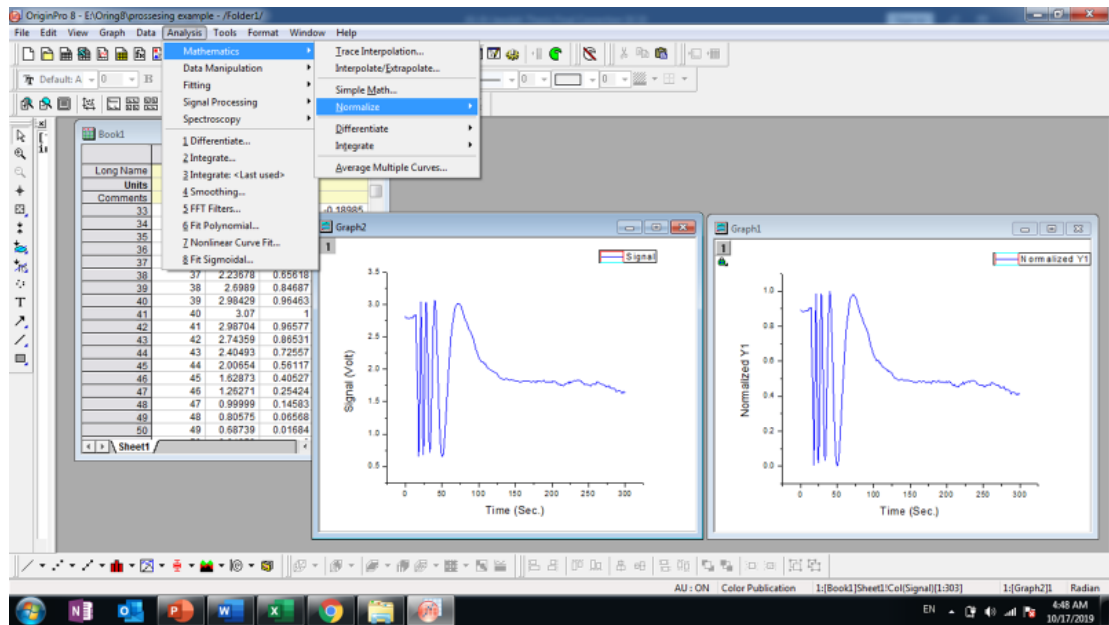 OriginPro 8 - E:\Oring8\prossesing example - /Folder1/
File Edit View Graph Data Analysis Tools Format Window Help
Default: A 0 B
0 0
Mathematics
Data Manipulation
Fitting
Signal Processing
Spectroscopy
1 Differentiate...
2 Integrate...
3 Integrate: <Last used>
4 Smoothing...
5 FFT Filters...
6 Fit Polynomial...
7 Nonlinear Curve Fit...
8 Fit Sigmoidal...
Trace Interpolation...
Interpolate/Extrapolate...
Simple Math...
Normalize
Differentiate
Integrate
Average Multiple Curves...
Book1
Long Name
Units
Comments
33 -0.18985
34
35
36
37
38 37 2.23678 0.65618
39 38 2.6989 0.84687
40 39 2.98429 0.96463
41 40 3.07 1
42 41 2.98704 0.96577
43 42 2.74359 0.86531
44 43 2.40493 0.72557
45 44 2.00654 0.56117
46 45 1.62873 0.40527
47 46 1.26271 0.25424
48 47 0.99999 0.14583
49 48 0.80575 0.06568
50 49 0.68739 0.01684
Sheet1
Graph2
1
Signal
3.5
3.0
2.5
2.0
1.5
1.0
0.5
Signal (Volt)
0 50 100 150 200 250 300
Time (Sec.)
Graph1
1
Normalized Y1
1.0
0.8
0.6
0.4
0.2
0.0
Normalized Y1
0 50 100 150 200 250 300
Time (Sec.)
AU : ON Color Publication 1:[Book1]Sheet1!Col(Signal)[1:303] 1:[Graph2]1 Radian
EN 4:48 AM
10/17/2019